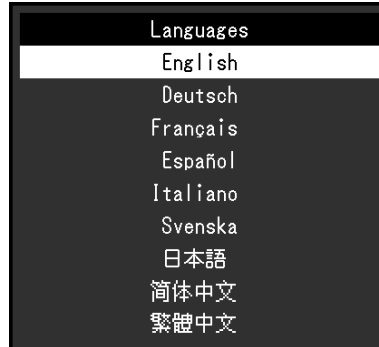 Languages
English
Deutsch
Français
Español
Italiano
Svenska
日本語
简体中文
繁體中文